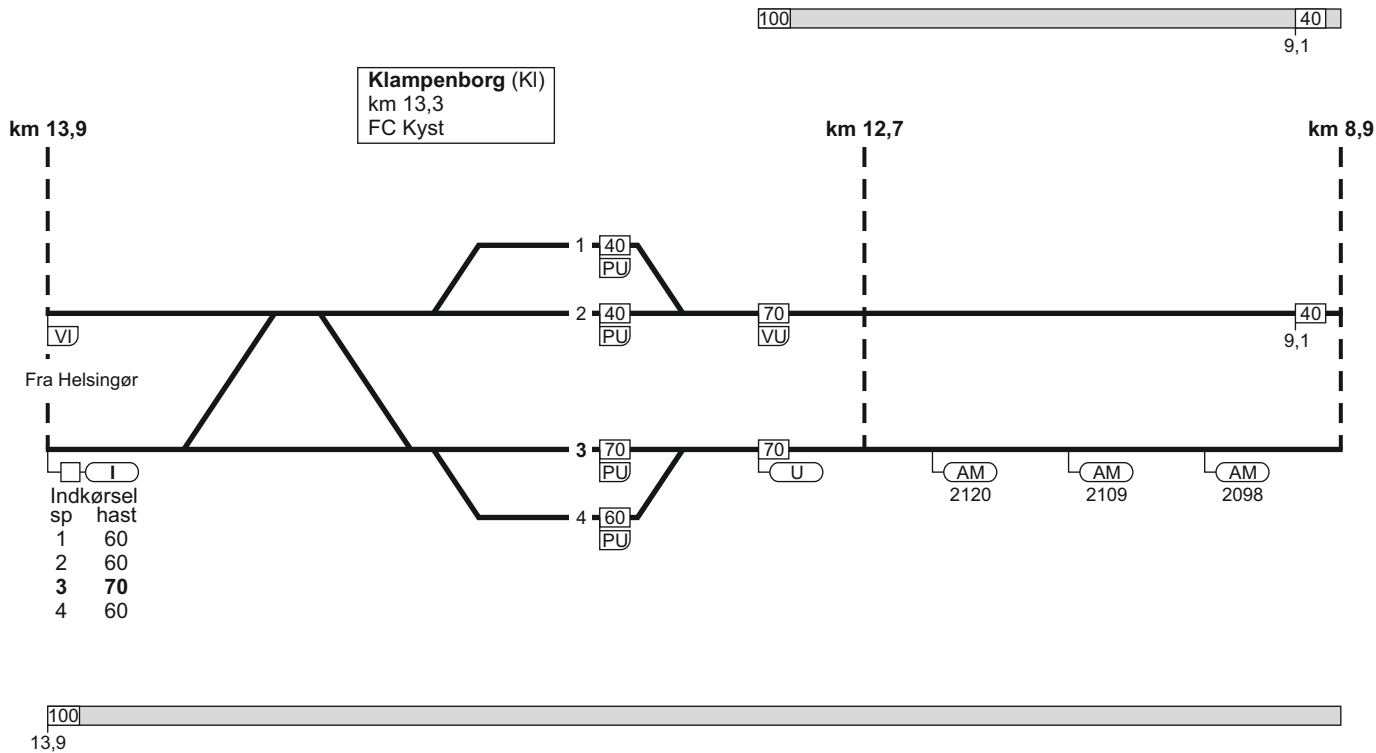 100 40
9,1
Klampenborg (Kl)
km 13,3
FC Kyst
km 13,9 km 12,7 km 8,9
1 40
PU
2 40 70 40
VI PU VU 9,1
Fra Helsingør
3 70 70
I PU U AM AM AM
2120 2109 2098
Indkørsel
sp hast
4 60
PU
1 60
2 60
3 70
4 60
100
13,9